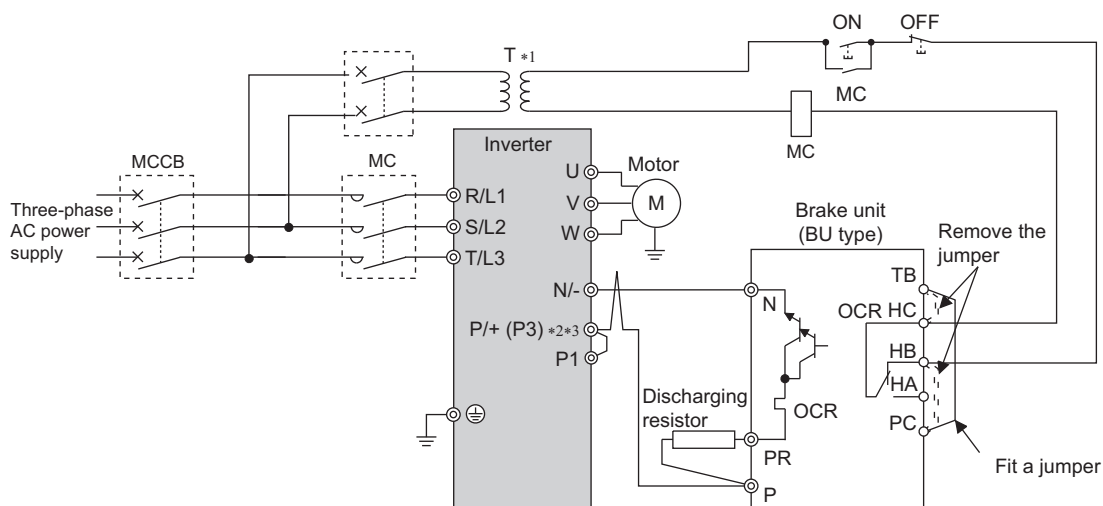 ON
OFF
T *1
MC
MC
MCCB
MC
Inverter
Motor
U
V
W
M
R/L1
S/L2
T/L3
Three-phase
AC power
supply
Brake unit
(BU type)
Remove the
jumper
TB
N/-
N
OCR
HC
P/+ (P3) *2*3
P1
HB
HA
Discharging
resistor
OCR
PC
PR
P
Fit a jumper